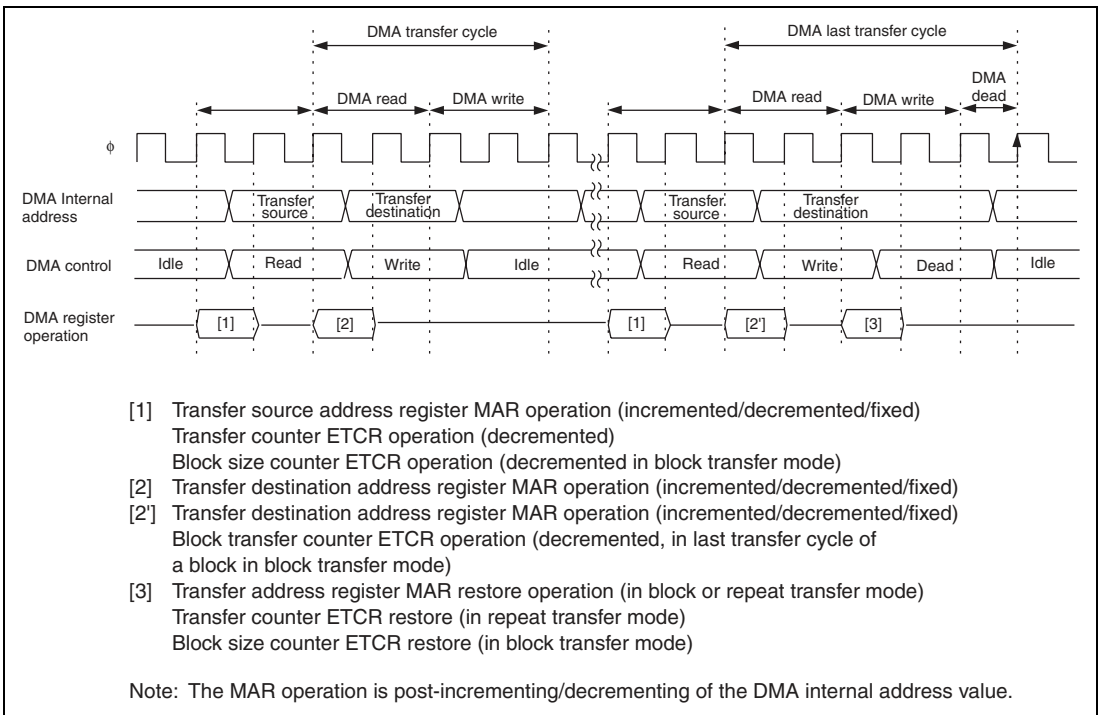 DMA transfer cycle DMA last transfer cycle
DMA read DMA write DMA read DMA write DMA dead
φ
DMA Internal address Transfer source Transfer destination Transfer source Transfer destination
DMA control Idle Read Write Idle Read Write Dead Idle
DMA register operation [1] [2] [1] [2'] [3]
[1] Transfer source address register MAR operation (incremented/decremented/fixed)
Transfer counter ETCR operation (decremented)
Block size counter ETCR operation (decremented in block transfer mode)
[2] Transfer destination address register MAR operation (incremented/decremented/fixed)
[2'] Transfer destination address register MAR operation (incremented/decremented/fixed)
Block transfer counter ETCR operation (decremented, in last transfer cycle of
a block in block transfer mode)
[3] Transfer address register MAR restore operation (in block or repeat transfer mode)
Transfer counter ETCR restore (in repeat transfer mode)
Block size counter ETCR restore (in block transfer mode)
Note: The MAR operation is post-incrementing/decrementing of the DMA internal address value.